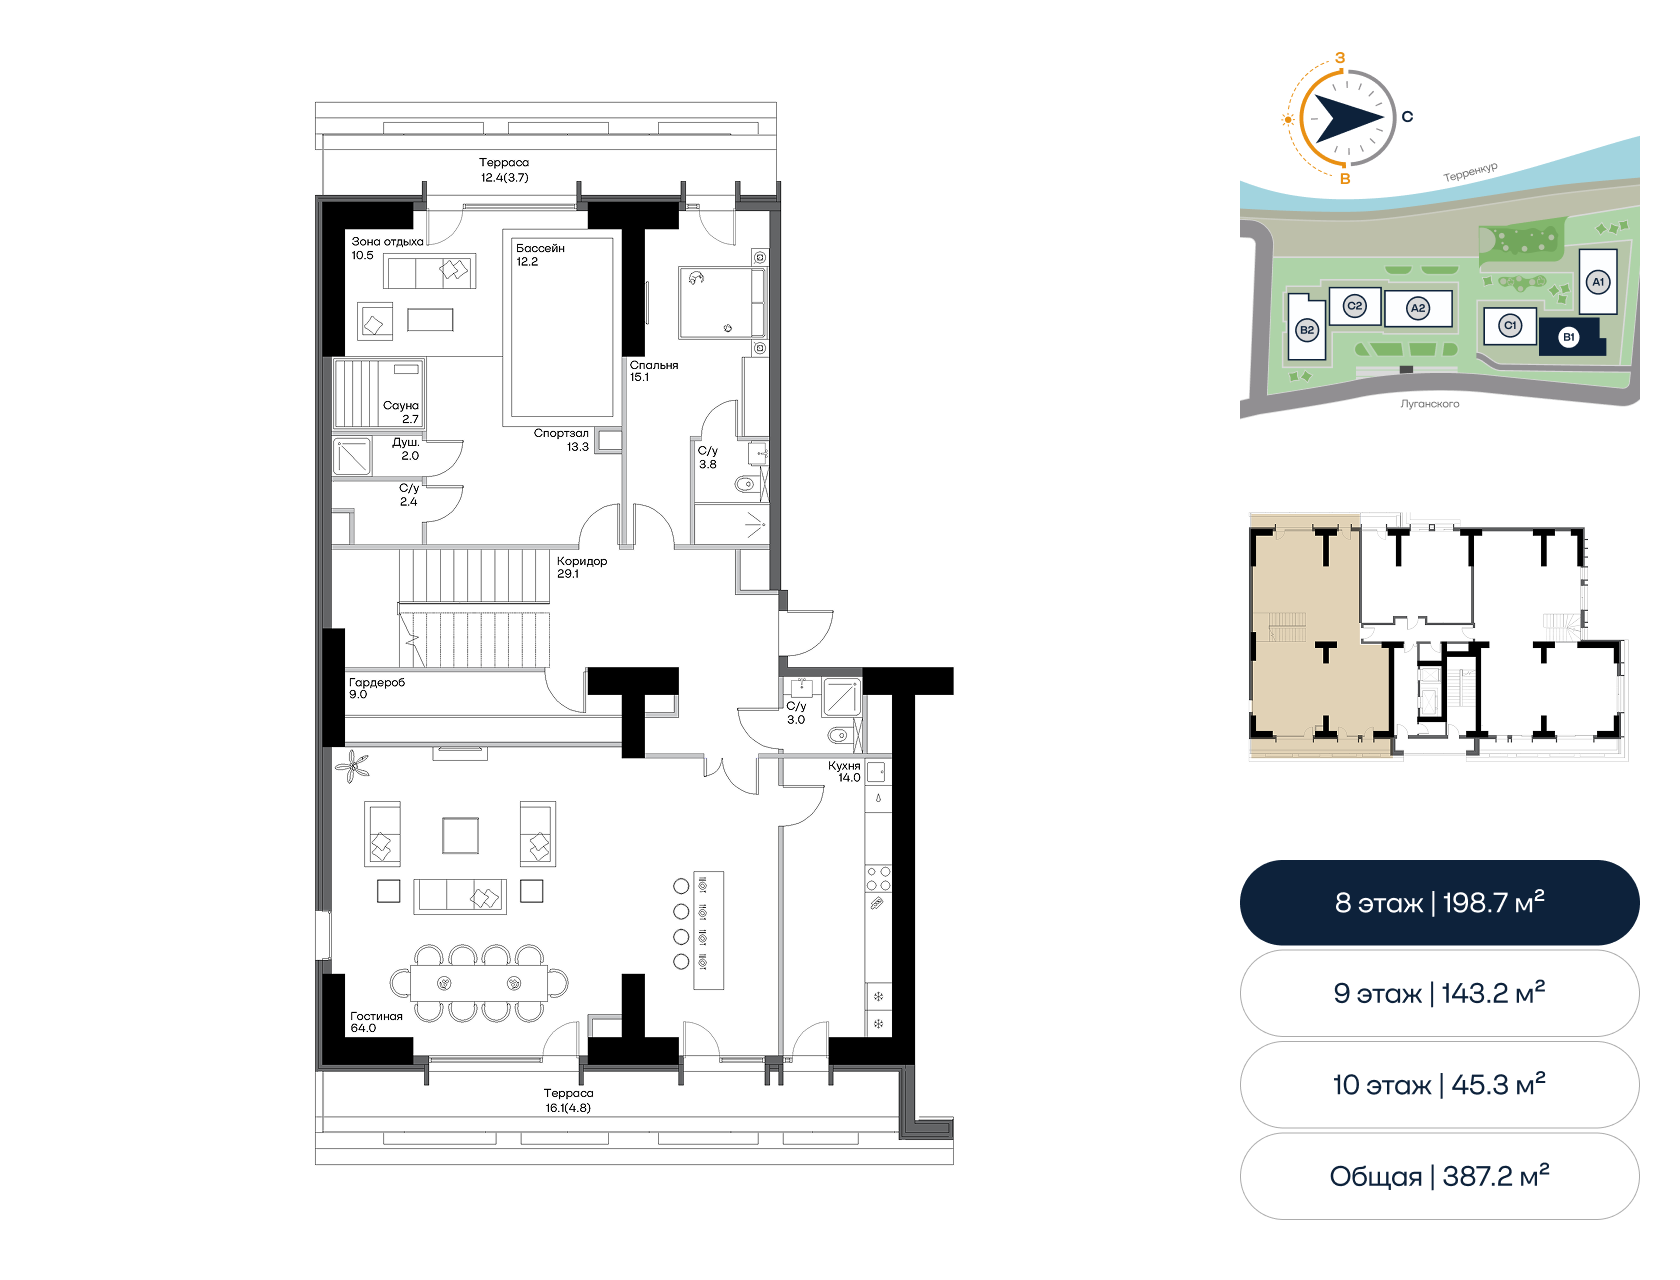 Терраса
12.4(3.7)
Зона отдыха
10.5
Бассейн
12.2
Спальня
15.1
Сауна
2.7
Душ.
2.0
Спортзал
13.3
С/у
3.8
С/у
2.4
Коридор
29.1
Гардероб
9.0
С/у
3.0
Кухня
14.0
Гостиная
64.0
Терраса
16.1(4.8)
З
С
В
Терренкур
A1
C2
A2
B2
C1
B1
Луганского
8 этаж | 198.7 м²
9 этаж | 143.2 м²
10 этаж | 45.3 м²
Общая | 387.2 м²